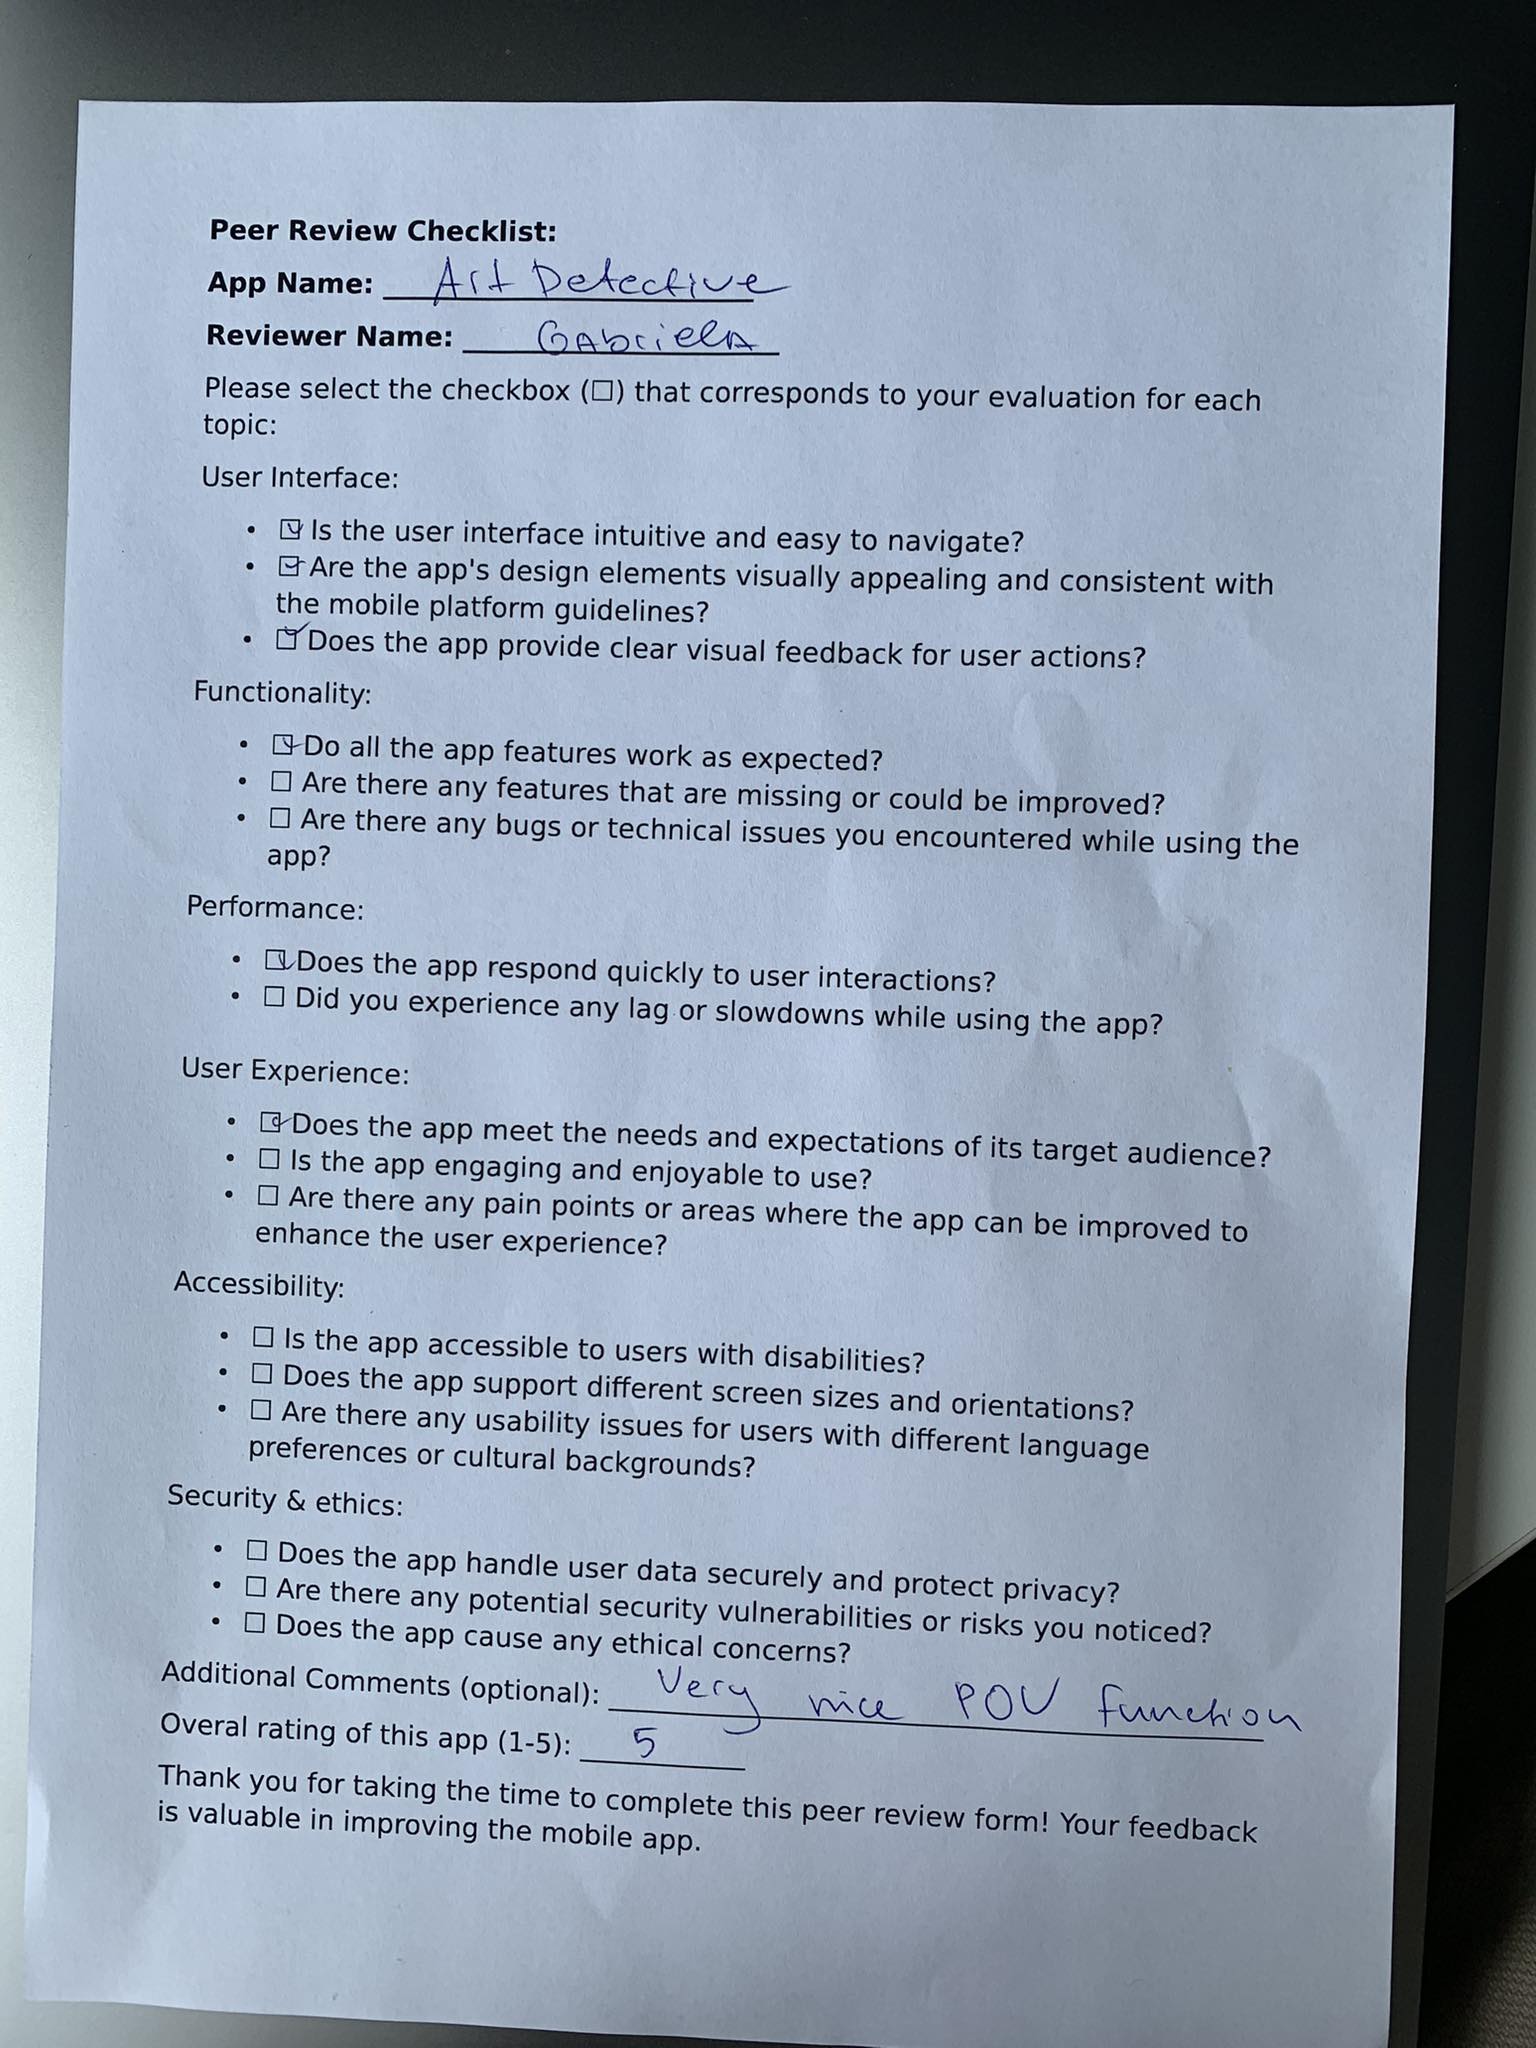 Peer Review Checklist:
App Name: Art Detective
Reviewer Name: Gabriela
Please select the checkbox (☐) that corresponds to your evaluation for each
topic:
User Interface:
• ☑ Is the user interface intuitive and easy to navigate?
• ☑ Are the app's design elements visually appealing and consistent with
the mobile platform guidelines?
• ☑ Does the app provide clear visual feedback for user actions?
Functionality:
• ☑ Do all the app features work as expected?
• ☐ Are there any features that are missing or could be improved?
• ☐ Are there any bugs or technical issues you encountered while using the
app?
Performance:
• ☑ Does the app respond quickly to user interactions?
• ☐ Did you experience any lag or slowdowns while using the app?
User Experience:
• ☑ Does the app meet the needs and expectations of its target audience?
• ☐ Is the app engaging and enjoyable to use?
• ☐ Are there any pain points or areas where the app can be improved to
enhance the user experience?
Accessibility:
• ☐ Is the app accessible to users with disabilities?
• ☐ Does the app support different screen sizes and orientations?
• ☐ Are there any usability issues for users with different language
preferences or cultural backgrounds?
Security & ethics:
• ☐ Does the app handle user data securely and protect privacy?
• ☐ Are there any potential security vulnerabilities or risks you noticed?
• ☐ Does the app cause any ethical concerns?
Additional Comments (optional): Very nice POV function
Overal rating of this app (1-5): 5
Thank you for taking the time to complete this peer review form! Your feedback
is valuable in improving the mobile app.